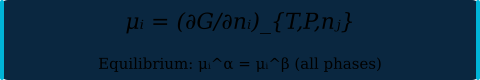 μᵢ = (∂G/∂nᵢ)_{T,P,nⱼ}
Equilibrium: μᵢ^α = μᵢ^β (all phases)